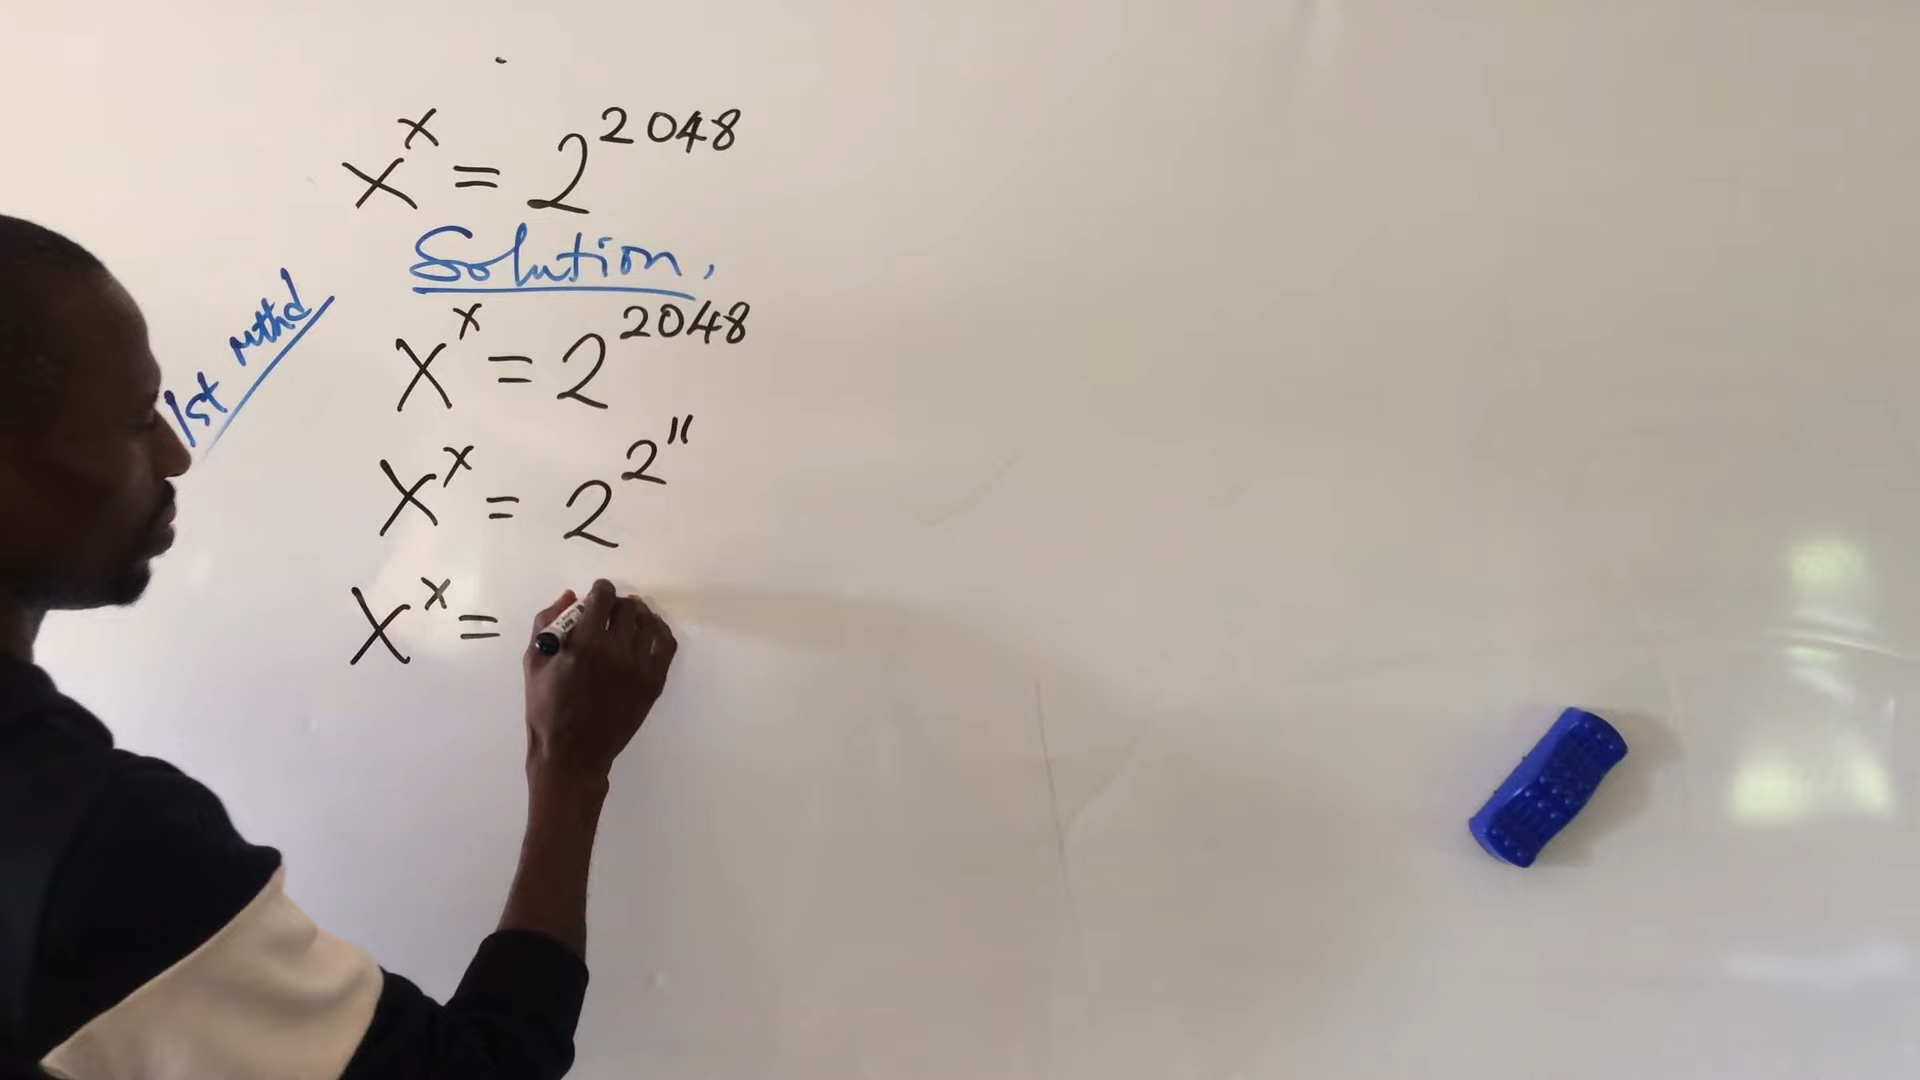 x^x = 2^2048
Solution,
1st mthd
x^x = 2^2048
x^x = 2^2^11
x^x =